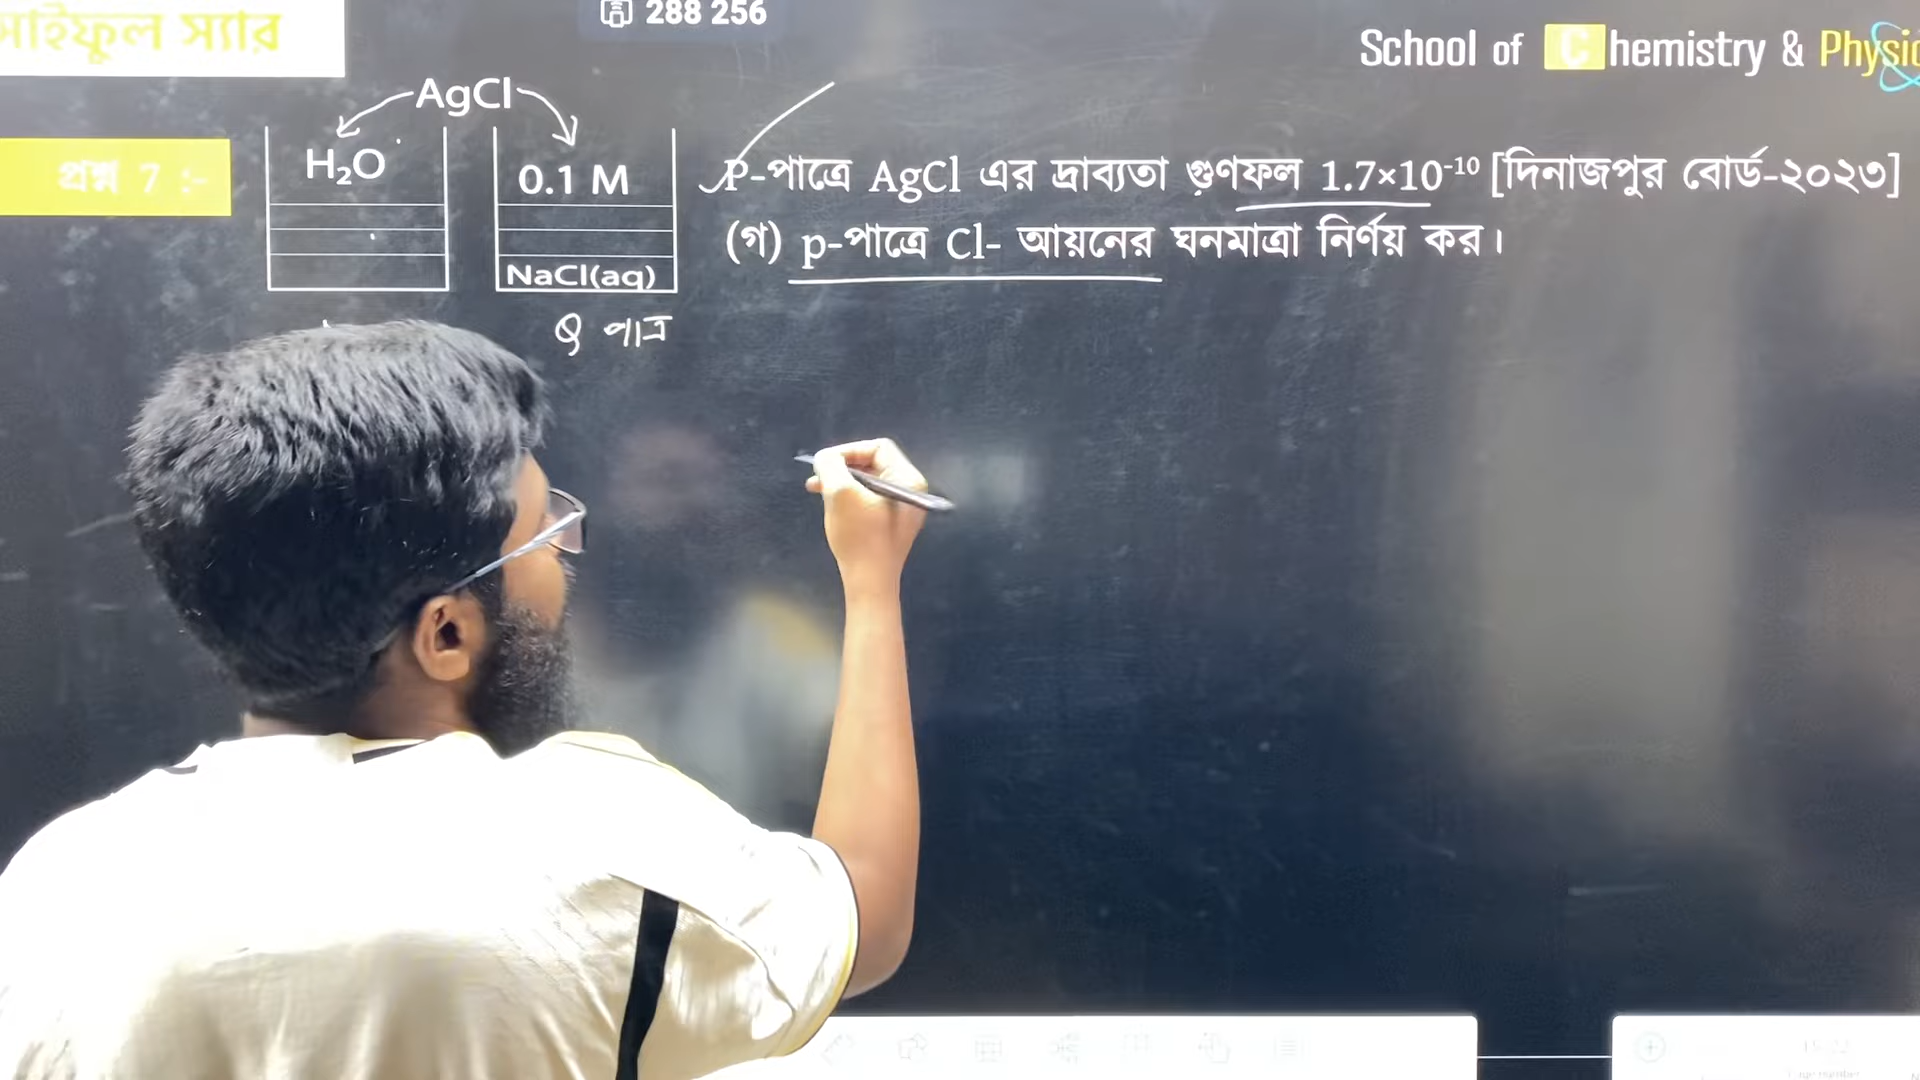 সাইফুল স্যার
288 256
School of Chemistry & Physic
AgCl
প্রশ্ন 7 :-
H₂O
0.1 M
NaCl(aq)
Q পাত্র
P-পাত্রে AgCl এর দ্রাব্যতা গুণফল 1.7×10⁻¹⁰ [দিনাজপুর বোর্ড-২০২৩]
(গ) p-পাত্রে Cl- আয়নের ঘনমাত্রা নির্ণয় কর।